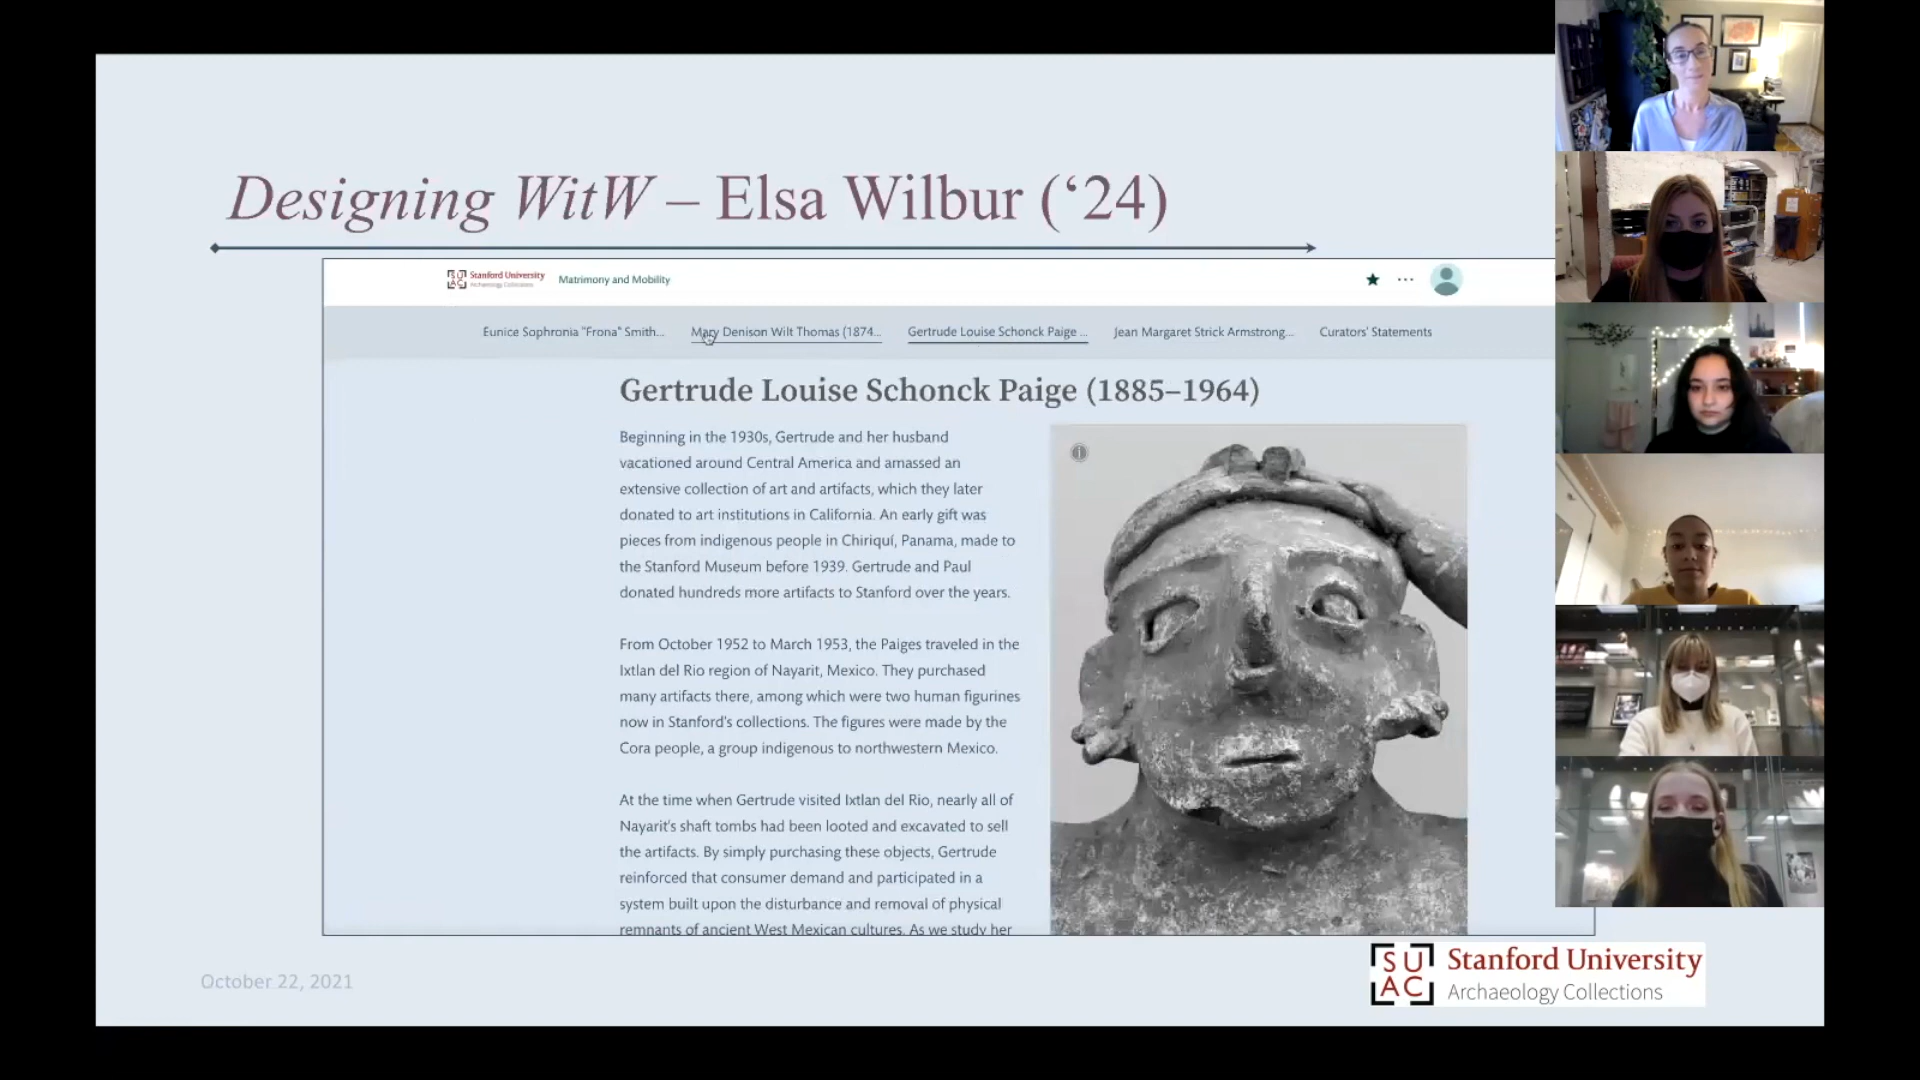 Designing WitW – Elsa Wilbur (‘24)
Stanford University
Archaeology Collections
Matrimony and Mobility
Eunice Sophronia "Frona" Smith...
Mary Denison Wilt Thomas (1874...
Gertrude Louise Schonck Paige ...
Jean Margaret Strick Armstrong...
Curators' Statements
Gertrude Louise Schonck Paige (1885–1964)
Beginning in the 1930s, Gertrude and her husband
vacationed around Central America and amassed an
extensive collection of art and artifacts, which they later
donated to art institutions in California. An early gift was
pieces from indigenous people in Chiriquí, Panama, made to
the Stanford Museum before 1939. Gertrude and Paul
donated hundreds more artifacts to Stanford over the years.
From October 1952 to March 1953, the Paiges traveled in the
Ixtlan del Rio region of Nayarit, Mexico. They purchased
many artifacts there, among which were two human figurines
now in Stanford's collections. The figures were made by the
Cora people, a group indigenous to northwestern Mexico.
At the time when Gertrude visited Ixtlan del Rio, nearly all of
Nayarit's shaft tombs had been looted and excavated to sell
the artifacts. By simply purchasing these objects, Gertrude
reinforced that consumer demand and participated in a
system built upon the disturbance and removal of physical
remnants of ancient West Mexican cultures. As we study her
October 22, 2021
SU
AC
Stanford University
Archaeology Collections